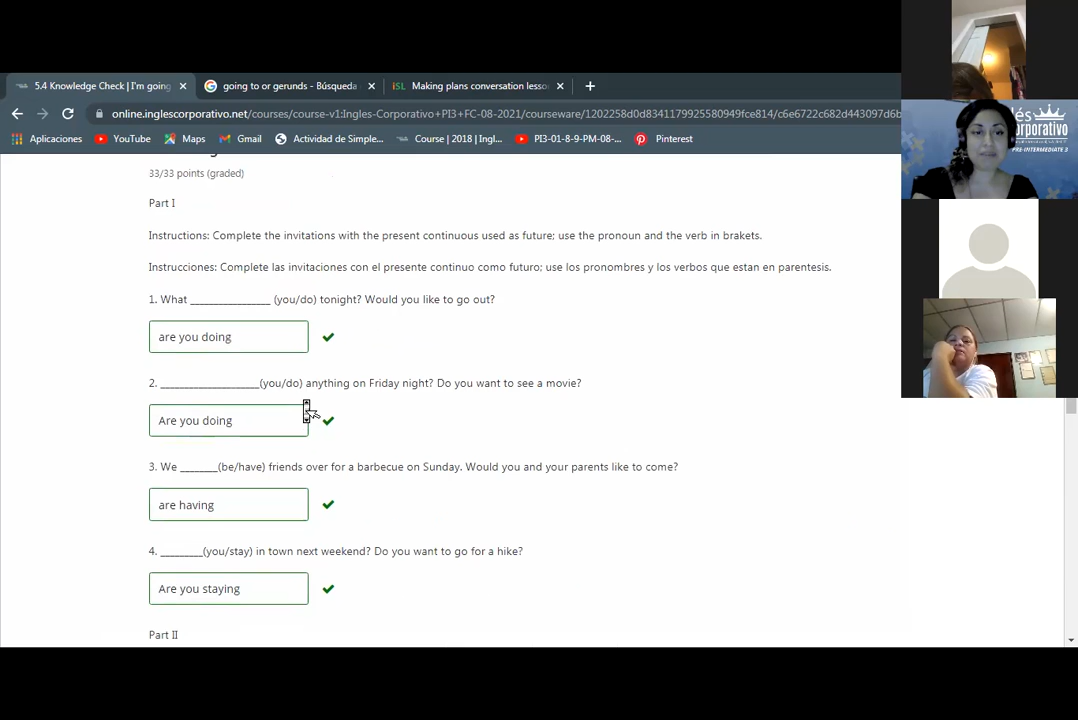 5.4 Knowledge Check | I'm going
going to or gerunds - Búsqueda
iSL Making plans conversation lesso
online.inglescorporativo.net/courses/course-v1:Ingles-Corporativo+PI3+FC-08-2021/courseware/1202258d0d8341179925580949fce814/c6e6722c682d443097d6b
Aplicaciones
YouTube
Maps
Gmail
Actividad de Simple...
Course | 2018 | Ingl...
PI3-01-8-9-PM-08-...
Pinterest
33/33 points (graded)
Part I
Instructions: Complete the invitations with the present continuous used as future; use the pronoun and the verb in brakets.
Instrucciones: Complete las invitaciones con el presente continuo como futuro; use los pronombres y los verbos que estan en parentesis.
1. What ________________ (you/do) tonight? Would you like to go out?
are you doing
2. ____________________(you/do) anything on Friday night? Do you want to see a movie?
Are you doing
3. We _______(be/have) friends over for a barbecue on Sunday. Would you and your parents like to come?
are having
4. ________(you/stay) in town next weekend? Do you want to go for a hike?
Are you staying
Part II
és
orporativo
PRE-INTERMEDIATE 3